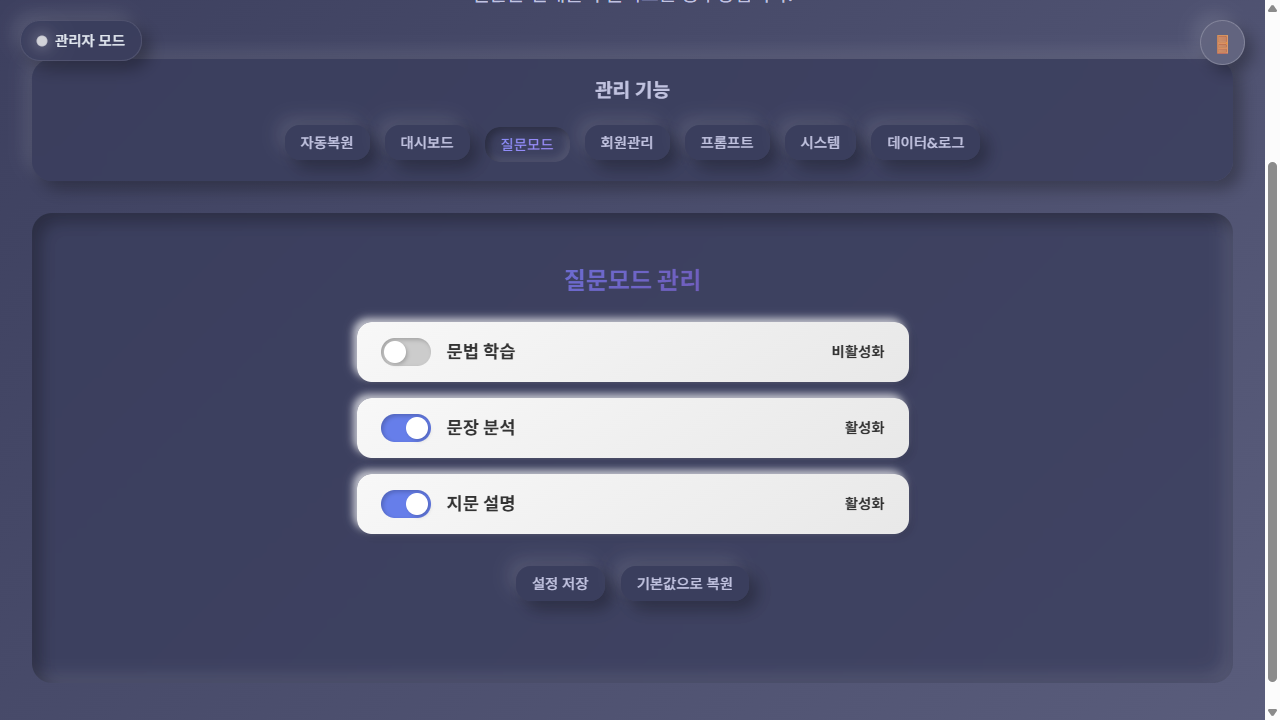 관리자 모드
관리 기능
자동복원
대시보드
질문모드
회원관리
프롬프트
시스템
데이터&로그
질문모드 관리
문법 학습
비활성화
문장 분석
활성화
지문 설명
활성화
설정 저장
기본값으로 복원